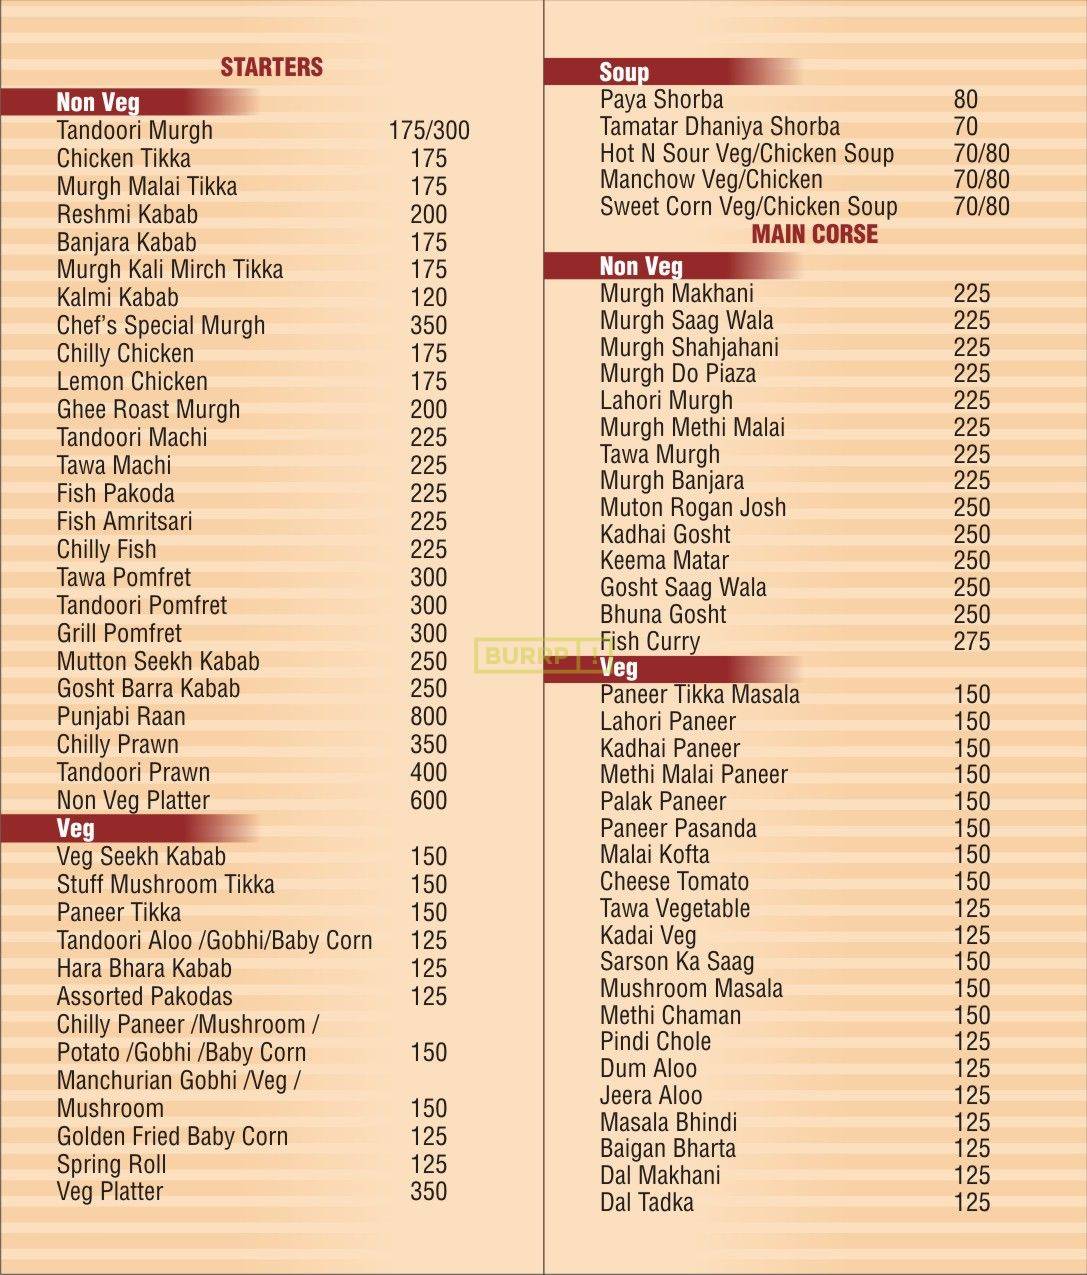 STARTERS
Non Veg
Tandoori Murgh 175/300
Chicken Tikka 175
Murgh Malai Tikka 175
Reshmi Kabab 200
Banjara Kabab 175
Murgh Kali Mirch Tikka 175
Kalmi Kabab 120
Chef's Special Murgh 350
Chilly Chicken 175
Lemon Chicken 175
Ghee Roast Murgh 200
Tandoori Machi 225
Tawa Machi 225
Fish Pakoda 225
Fish Amritsari 225
Chilly Fish 225
Tawa Pomfret 300
Tandoori Pomfret 300
Grill Pomfret 300
Mutton Seekh Kabab 250
Gosht Barra Kabab 250
Punjabi Raan 800
Chilly Prawn 350
Tandoori Prawn 400
Non Veg Platter 600
Veg
Veg Seekh Kabab 150
Stuff Mushroom Tikka 150
Paneer Tikka 150
Tandoori Aloo /Gobhi/Baby Corn 125
Hara Bhara Kabab 125
Assorted Pakodas 125
Chilly Paneer /Mushroom /
Potato /Gobhi /Baby Corn 150
Manchurian Gobhi /Veg /
Mushroom 150
Golden Fried Baby Corn 125
Spring Roll 125
Veg Platter 350
Soup
Paya Shorba 80
Tamatar Dhaniya Shorba 70
Hot N Sour Veg/Chicken Soup 70/80
Manchow Veg/Chicken 70/80
Sweet Corn Veg/Chicken Soup 70/80
MAIN CORSE
Non Veg
Murgh Makhani 225
Murgh Saag Wala 225
Murgh Shahjahani 225
Murgh Do Piaza 225
Lahori Murgh 225
Murgh Methi Malai 225
Tawa Murgh 225
Murgh Banjara 225
Muton Rogan Josh 250
Kadhai Gosht 250
Keema Matar 250
Gosht Saag Wala 250
Bhuna Gosht 250
Fish Curry 275
BURRP !
Veg
Paneer Tikka Masala 150
Lahori Paneer 150
Kadhai Paneer 150
Methi Malai Paneer 150
Palak Paneer 150
Paneer Pasanda 150
Malai Kofta 150
Cheese Tomato 150
Tawa Vegetable 125
Kadai Veg 125
Sarson Ka Saag 150
Mushroom Masala 150
Methi Chaman 150
Pindi Chole 125
Dum Aloo 125
Jeera Aloo 125
Masala Bhindi 125
Baigan Bharta 125
Dal Makhani 125
Dal Tadka 125